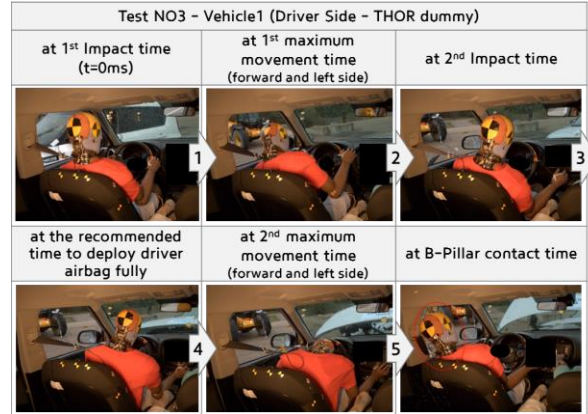 Test NO3 - Vehicle1 (Driver Side - THOR dummy)
at 1st Impact time
(t=0ms)
at 1st maximum
movement time
(forward and left side)
at 2nd Impact time
1
2
3
at the recommended
time to deploy driver
airbag fully
at 2nd maximum
movement time
(forward and left side)
at B-Pillar contact time
4
5